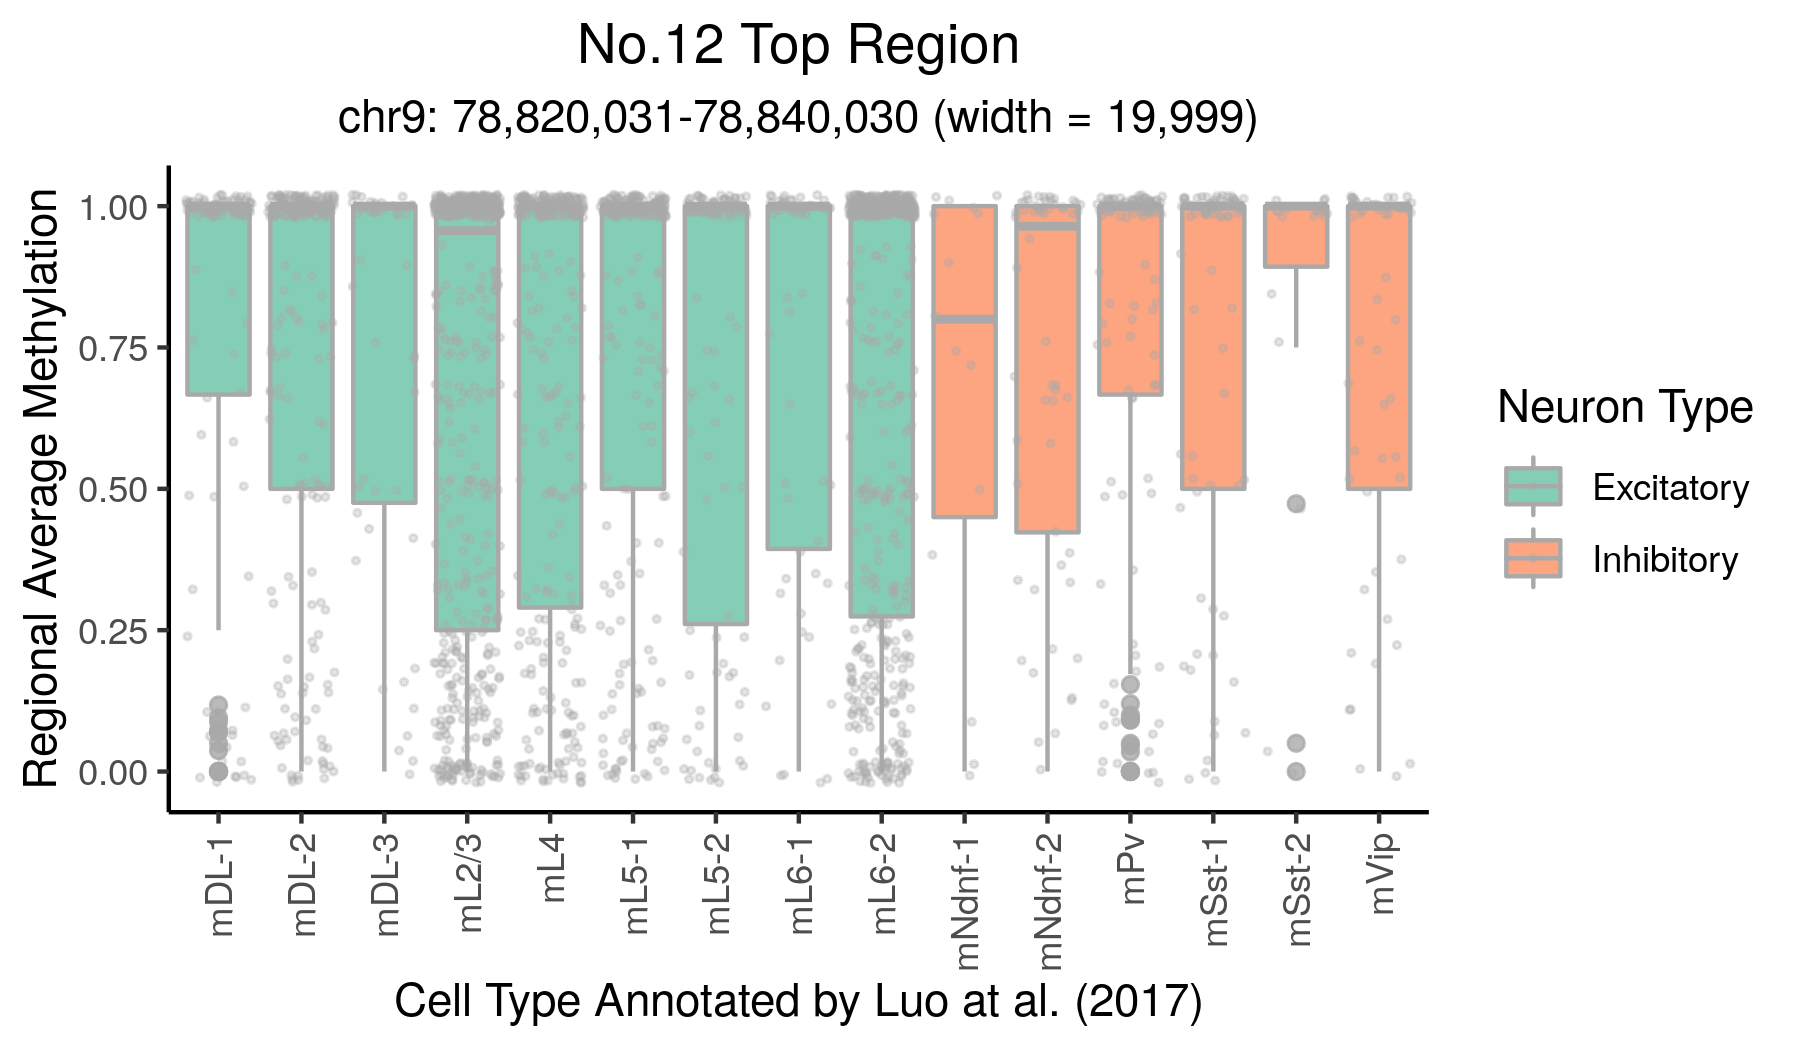 No.12 Top Region
chr9: 78,820,031-78,840,030 (width = 19,999)
Regional Average Methylation
1.00
0.75
0.50
0.25
0.00
mDL-1
mDL-2
mDL-3
mL2/3
mL4
mL5-1
mL5-2
mL6-1
mL6-2
mNdnf-1
mNdnf-2
mPv
mSst-1
mSst-2
mVip
Cell Type Annotated by Luo at al. (2017)
Neuron Type
Excitatory
Inhibitory